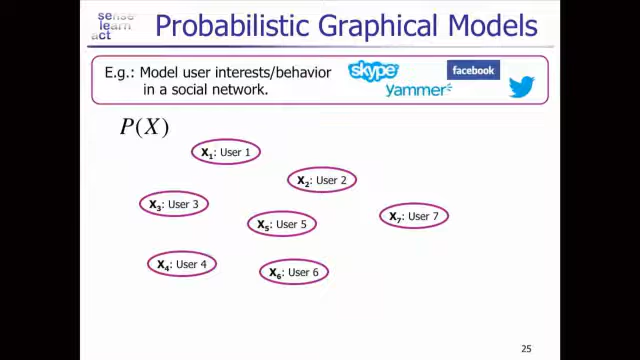 sense
learn
act
Probabilistic Graphical Models
E.g.: Model user interests/behavior
in a social network.
skype
facebook
yammer
P(X)
X1: User 1
X2: User 2
X3: User 3
X7: User 7
X5: User 5
X4: User 4
X6: User 6
25